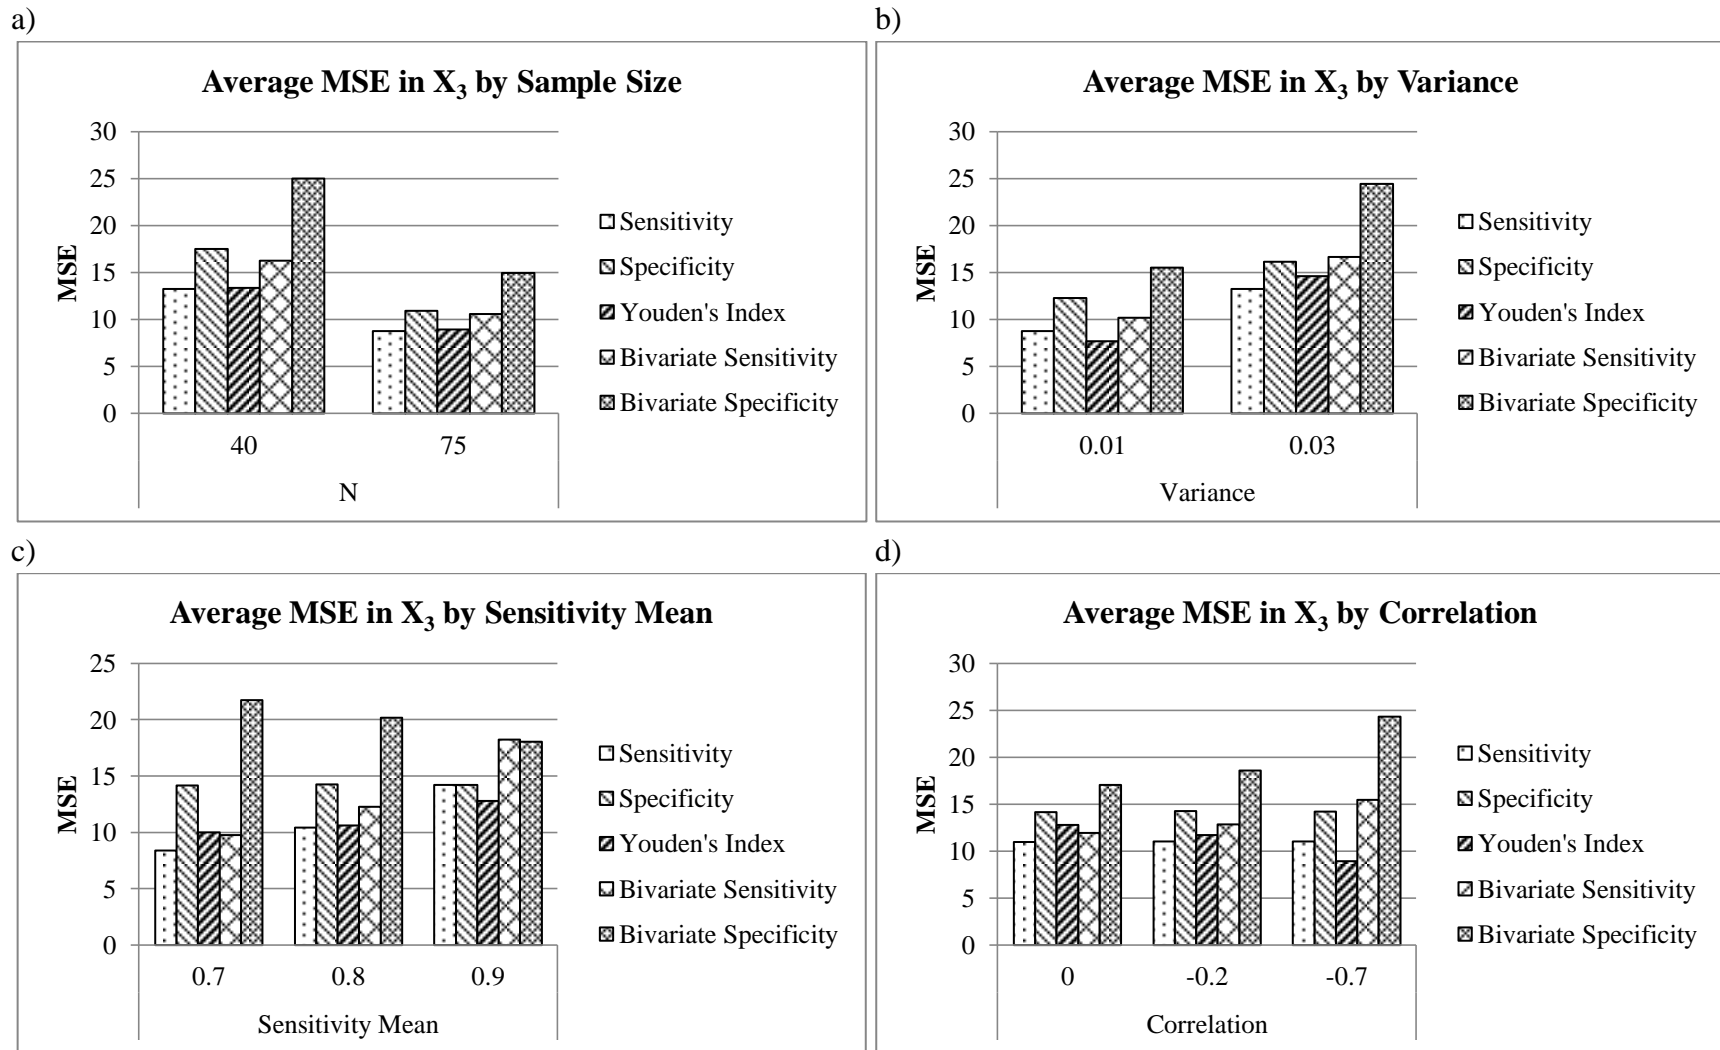 a)
Average MSE in X3 by Sample Size
30
25
20
15
10
5
0
MSE
40
75
N
Sensitivity
Specificity
Youden's Index
Bivariate Sensitivity
Bivariate Specificity
b)
Average MSE in X3 by Variance
30
25
20
15
10
5
0
MSE
0.01
0.03
Variance
Sensitivity
Specificity
Youden's Index
Bivariate Sensitivity
Bivariate Specificity
c)
Average MSE in X3 by Sensitivity Mean
25
20
15
10
5
0
MSE
0.7
0.8
0.9
Sensitivity Mean
Sensitivity
Specificity
Youden's Index
Bivariate Sensitivity
Bivariate Specificity
d)
Average MSE in X3 by Correlation
30
25
20
15
10
5
0
MSE
0
-0.2
-0.7
Correlation
Sensitivity
Specificity
Youden's Index
Bivariate Sensitivity
Bivariate Specificity